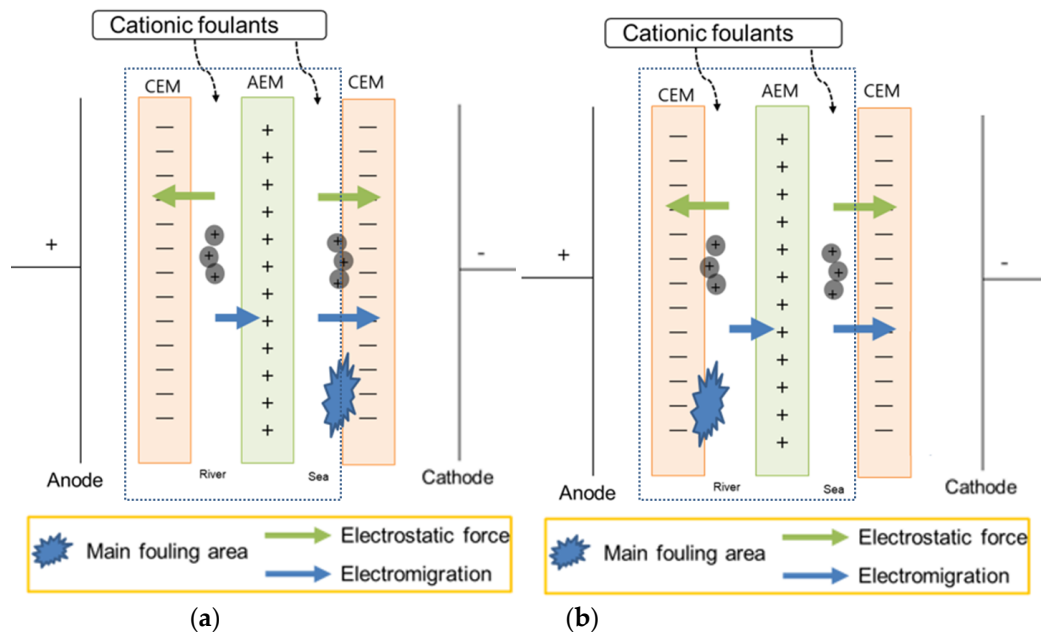 Cationic foulants
CEM
AEM
CEM
+
-
River
Sea
Anode
Cathode
Main fouling area
Electrostatic force
Electromigration
(a)
Cationic foulants
CEM
AEM
CEM
+
-
River
Sea
Anode
Cathode
Main fouling area
Electrostatic force
Electromigration
(b)